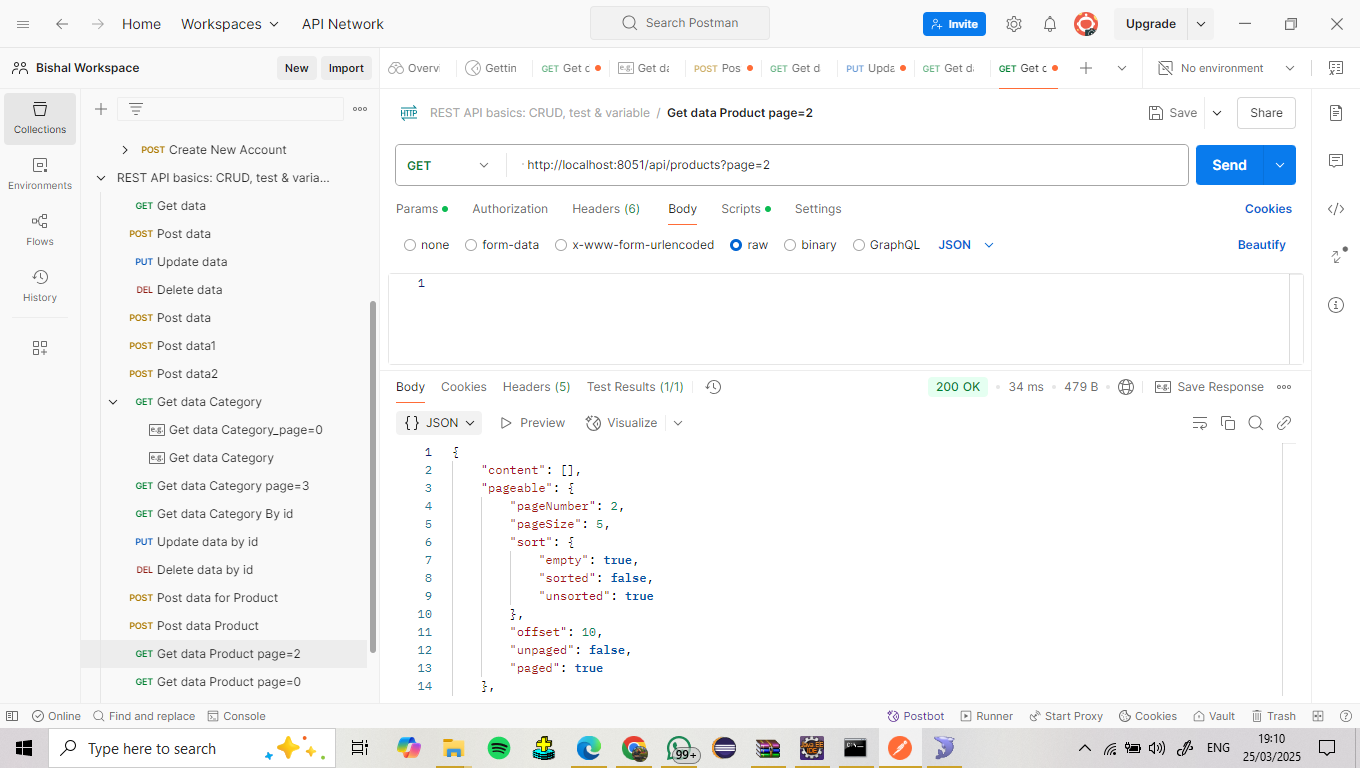 Home Workspaces API Network Search Postman Invite Upgrade
Bishal Workspace New Import Overvi Gettin GET Get c e.g. Get da POST Pos GET Get d PUT Upda GET Get da GET Get c No environment
Collections
Environments
Flows
History
POST Create New Account
REST API basics: CRUD, test & varia...
GET Get data
POST Post data
PUT Update data
DEL Delete data
POST Post data
POST Post data1
POST Post data2
GET Get data Category
e.g. Get data Category_page=0
e.g. Get data Category
GET Get data Category page=3
GET Get data Category By id
PUT Update data by id
DEL Delete data by id
POST Post data for Product
POST Post data Product
GET Get data Product page=2
GET Get data Product page=0
HTTP REST API basics: CRUD, test & variable / Get data Product page=2 Save Share
GET http://localhost:8051/api/products?page=2 Send
Params Authorization Headers (6) Body Scripts Settings Cookies
none form-data x-www-form-urlencoded raw binary GraphQL JSON Beautify
1
Body Cookies Headers (5) Test Results (1/1) 200 OK 34 ms 479 B e.g. Save Response
{} JSON Preview Visualize
1 {
2 "content": [],
3 "pageable": {
4 "pageNumber": 2,
5 "pageSize": 5,
6 "sort": {
7 "empty": true,
8 "sorted": false,
9 "unsorted": true
10 },
11 "offset": 10,
12 "unpaged": false,
13 "paged": true
14 },
Online Find and replace Console Postbot Runner Start Proxy Cookies Vault Trash
Type here to search 99+ ENG 19:10
25/03/2025